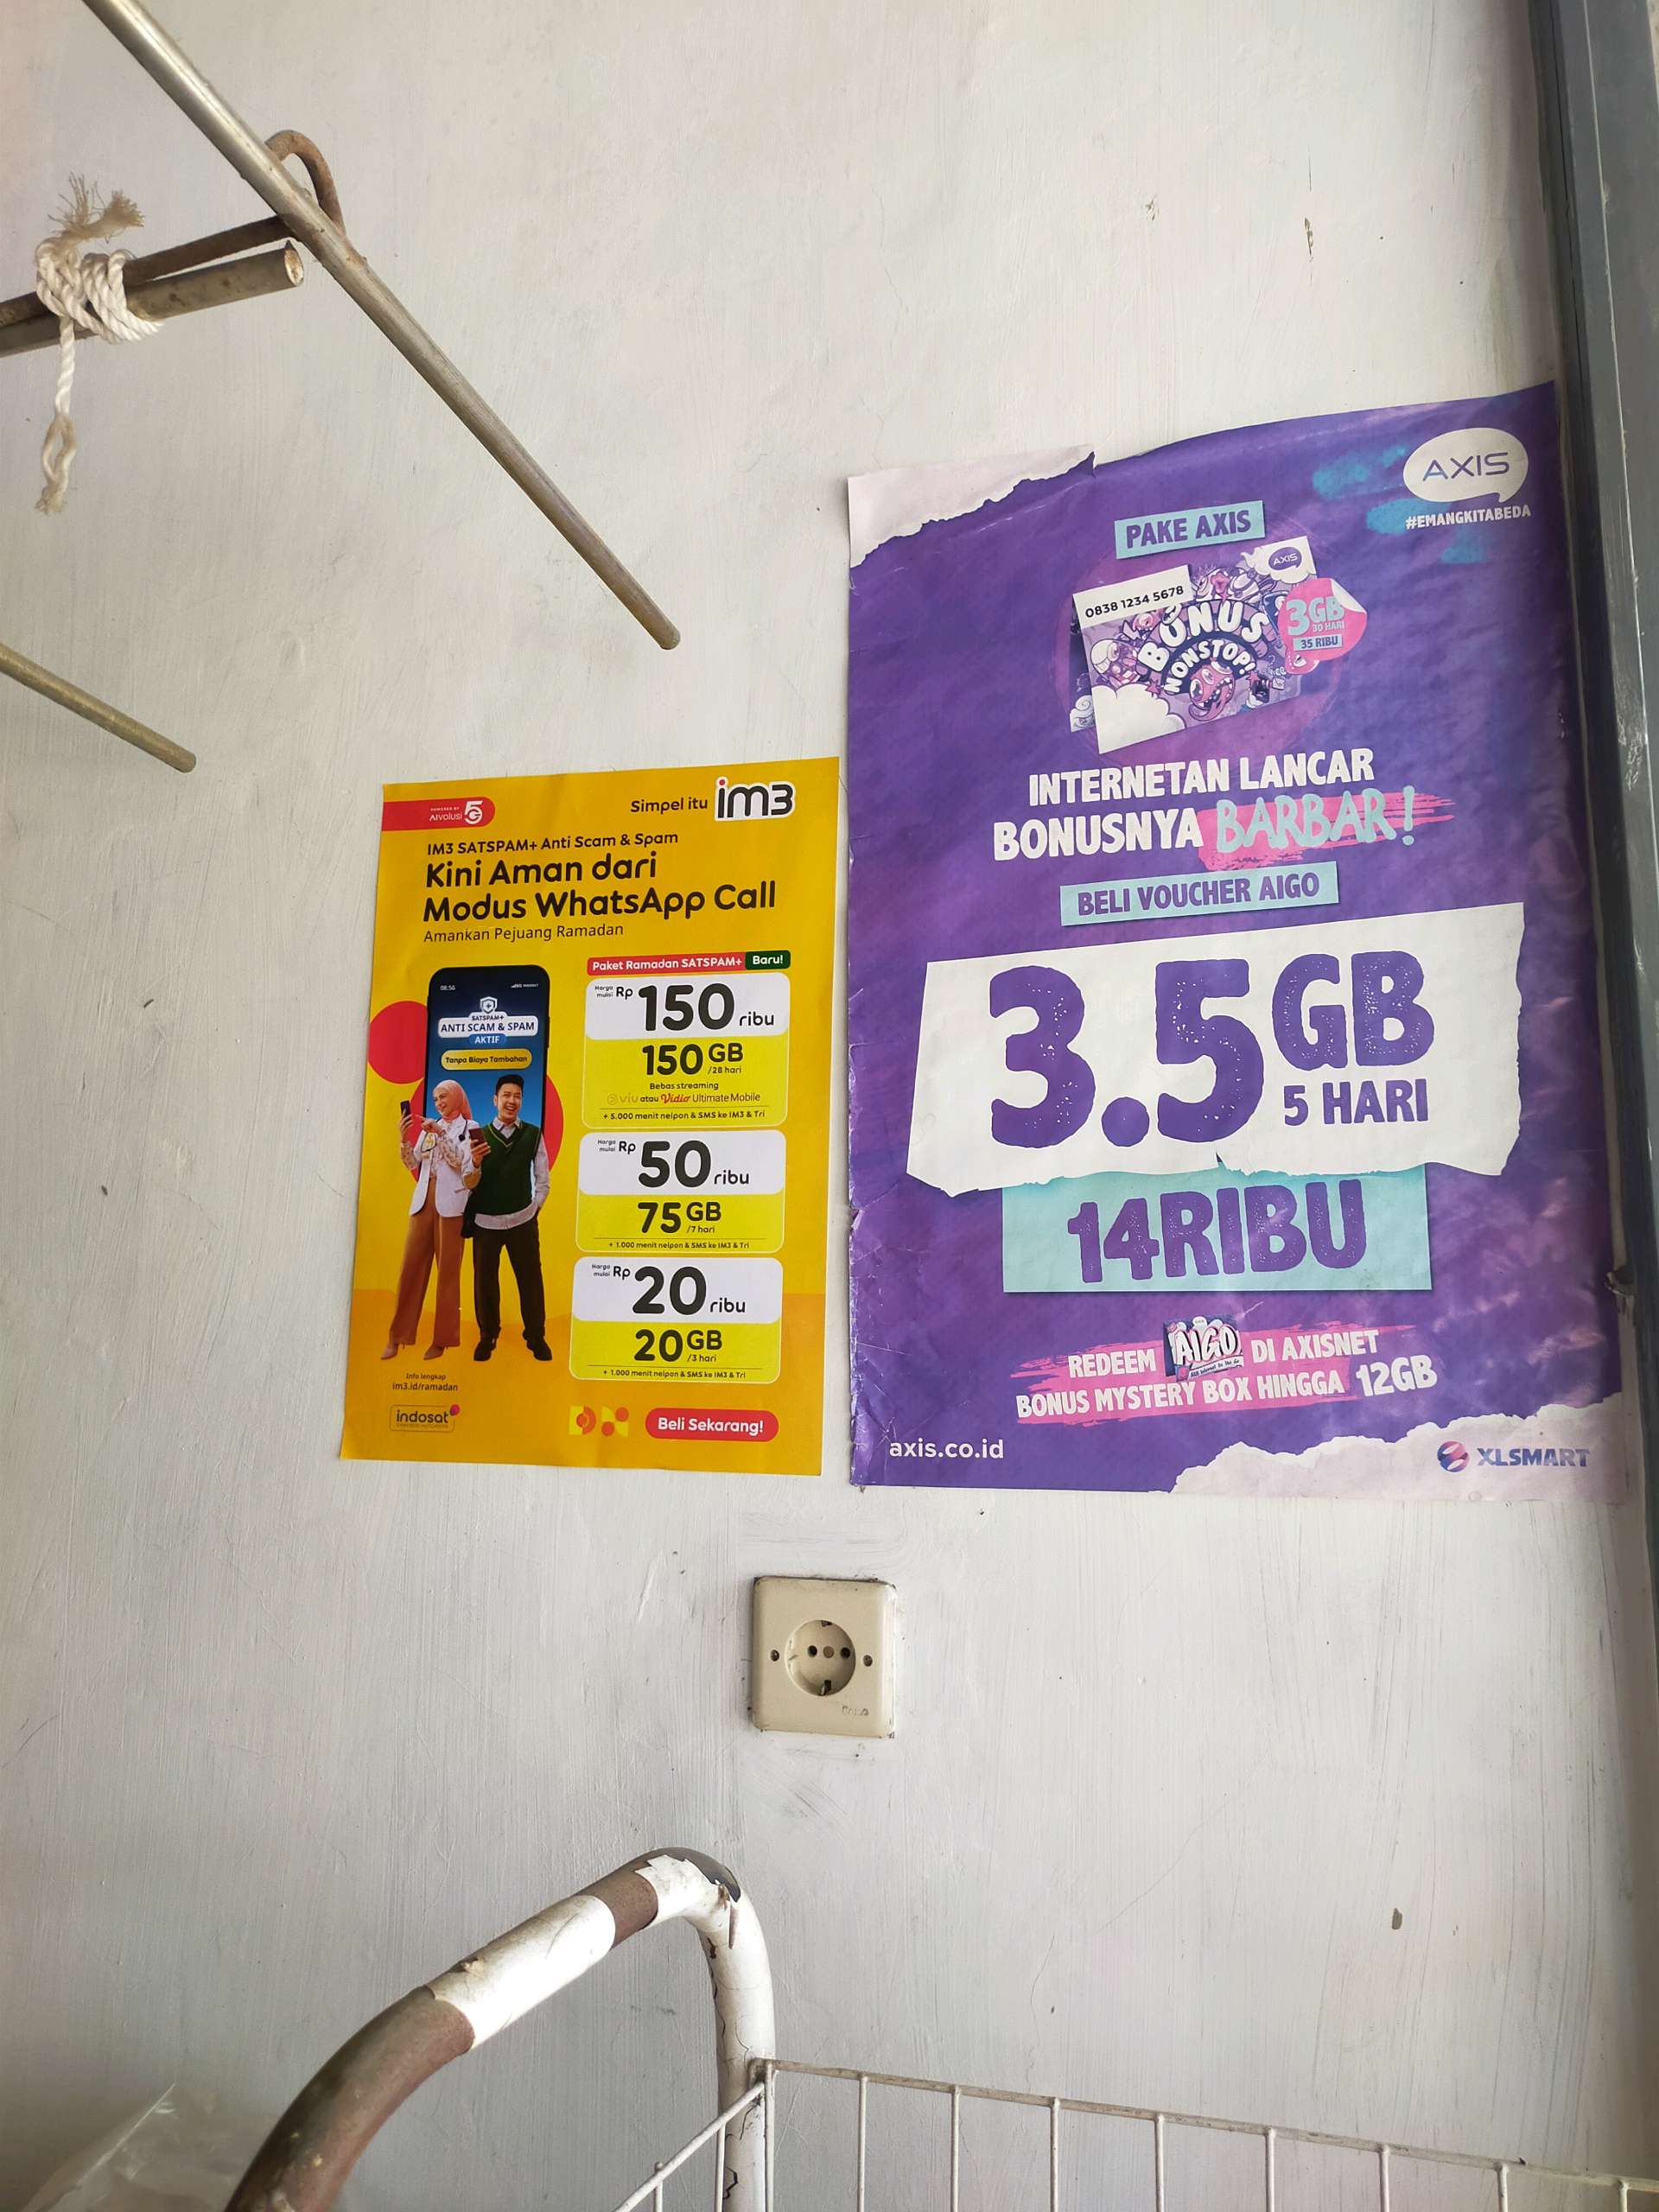 POWERED BY
AIvolusi 5G
Simpel itu im3
IM3 SATSPAM+ Anti Scam & Spam
Kini Aman dari
Modus WhatsApp Call
Amankan Pejuang Ramadan
08:56
SATSPAM+
ANTI SCAM & SPAM
AKTIF
Tanpa Biaya Tambahan
Paket Ramadan SATSPAM+ Baru!
Harga mulai Rp 150 ribu
150 GB /28 hari
Bebas streaming
viu atau Vidio Ultimate Mobile
+ 5.000 menit nelpon & SMS ke IM3 & Tri
Harga mulai Rp 50 ribu
75 GB /7 hari
+ 1.000 menit nelpon & SMS ke IM3 & Tri
Harga mulai Rp 20 ribu
20 GB /3 hari
+ 1.000 menit nelpon & SMS ke IM3 & Tri
Info lengkap
im3.id/ramadan
indosat
Beli Sekarang!
AXIS
#EMANGKITABEDA
PAKE AXIS
AXIS
0838 1234 5678
BONUS
NONSTOP!
3GB
30 HARI
35 RIBU
INTERNETAN LANCAR
BONUSNYA BARBAR!
BELI VOUCHER AIGO
3.5 GB
5 HARI
14RIBU
REDEEM AIGO DI AXISNET
BONUS MYSTERY BOX HINGGA 12GB
axis.co.id
XLSMART